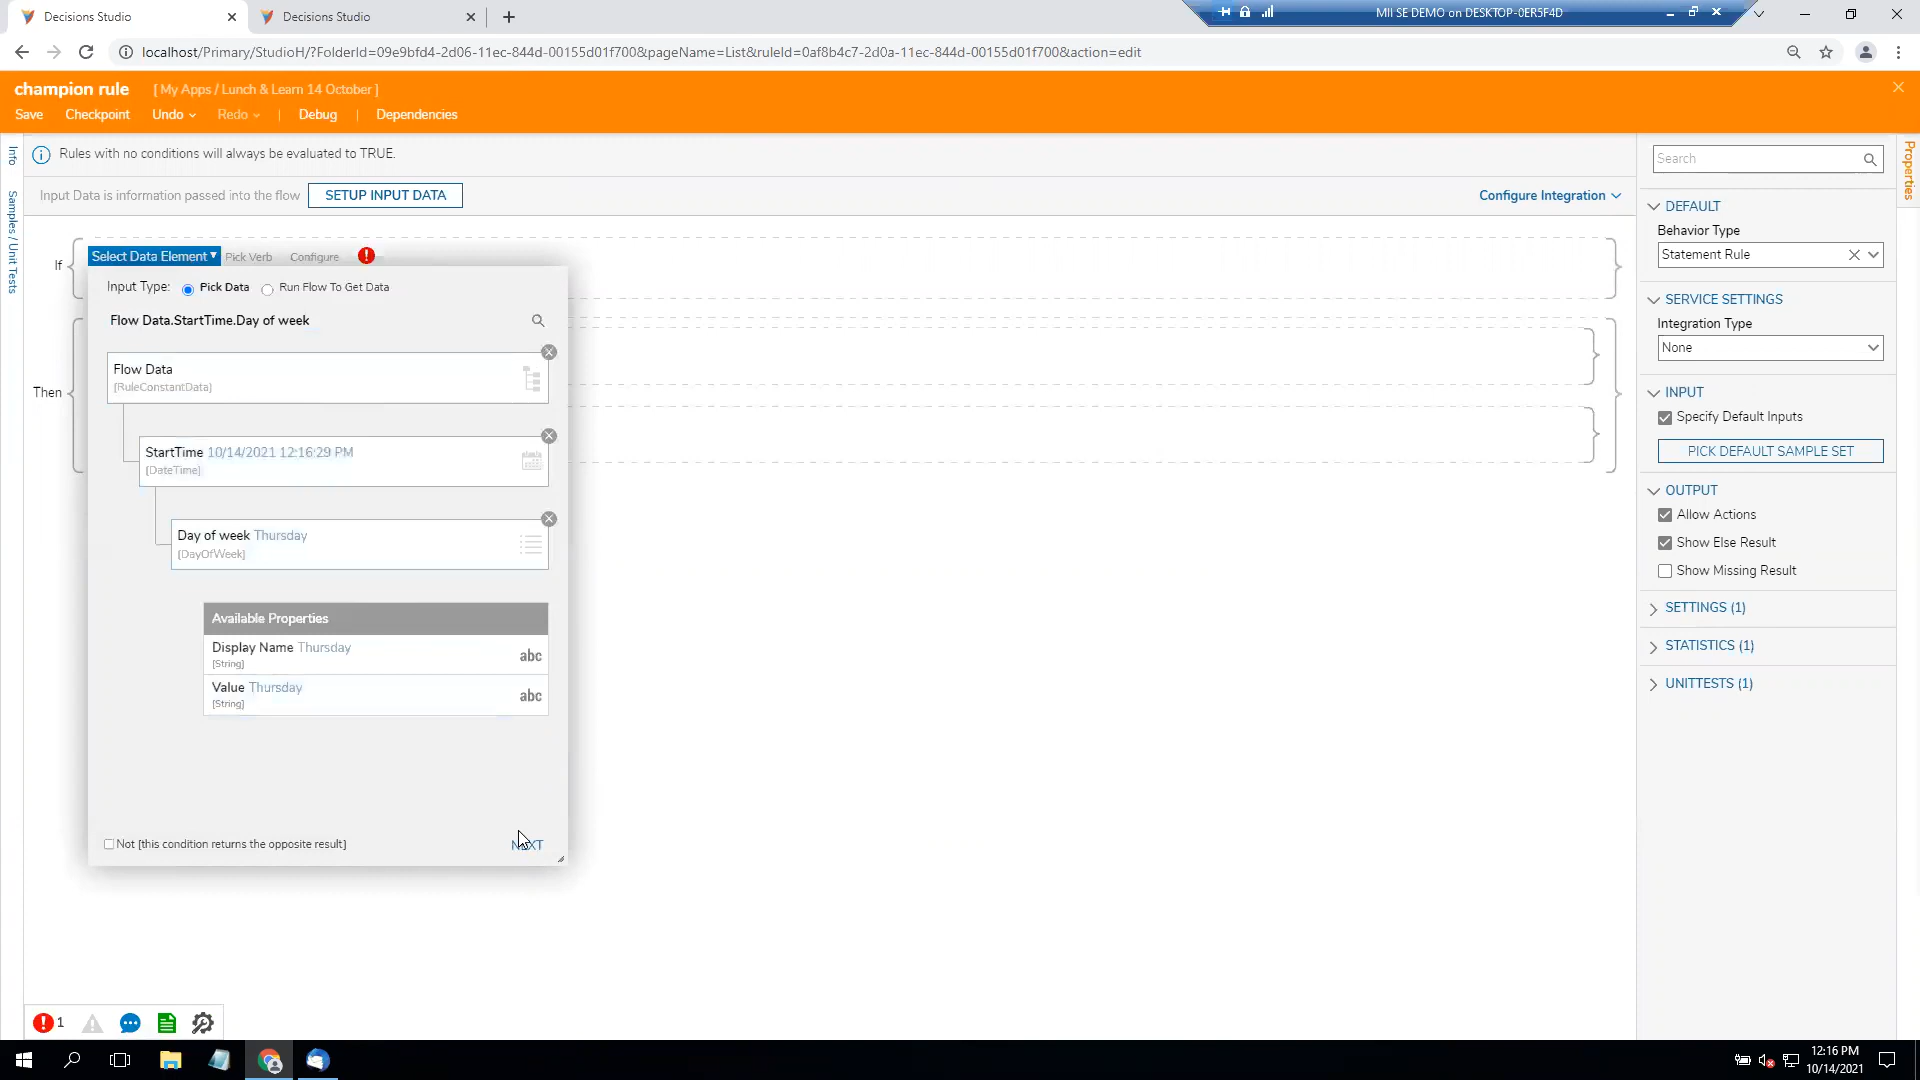 Decisions Studio
Decisions Studio
MII SE DEMO on DESKTOP-0ER5F4D
localhost/Primary/StudioH/?FolderId=09e9bfd4-2d06-11ec-844d-00155d01f700&pageName=List&ruleId=0af8b4c7-2d0a-11ec-844d-00155d01f700&action=edit
champion rule [ My Apps / Lunch & Learn 14 October ]
Save Checkpoint Undo Redo Debug Dependencies
Info
Samples / Unit Tests
Properties
Rules with no conditions will always be evaluated to TRUE.
Input Data is information passed into the flow SETUP INPUT DATA Configure Integration
If
Select Data Element Pick Verb Configure
Input Type: Pick Data Run Flow To Get Data
Flow Data.StartTime.Day of week
Flow Data
[RuleConstantData]
Then
StartTime 10/14/2021 12:16:29 PM
[DateTime]
Day of week Thursday
[DayOfWeek]
Available Properties
Display Name Thursday
[String]
abc
Value Thursday
[String]
abc
Not [this condition returns the opposite result]
NEXT
Search
DEFAULT
Behavior Type
Statement Rule
SERVICE SETTINGS
Integration Type
None
INPUT
Specify Default Inputs
PICK DEFAULT SAMPLE SET
OUTPUT
Allow Actions
Show Else Result
Show Missing Result
SETTINGS (1)
STATISTICS (1)
UNITTESTS (1)
1
12:16 PM
10/14/2021